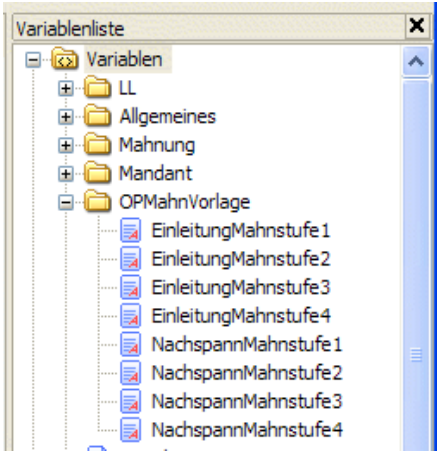 Variablenliste
Variablen
LL
Allgemeines
Mahnung
Mandant
OPMahnVorlage
EinleitungMahnstufe1
EinleitungMahnstufe2
EinleitungMahnstufe3
EinleitungMahnstufe4
NachspannMahnstufe1
NachspannMahnstufe2
NachspannMahnstufe3
NachspannMahnstufe4